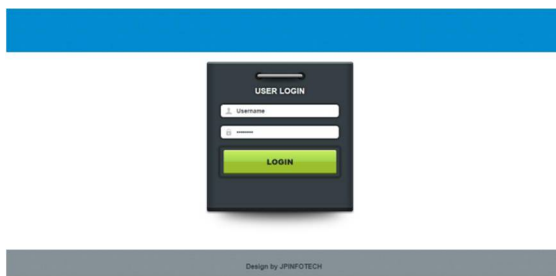 USER LOGIN
Username
••••••••
LOGIN
Design by JPINFOTECH